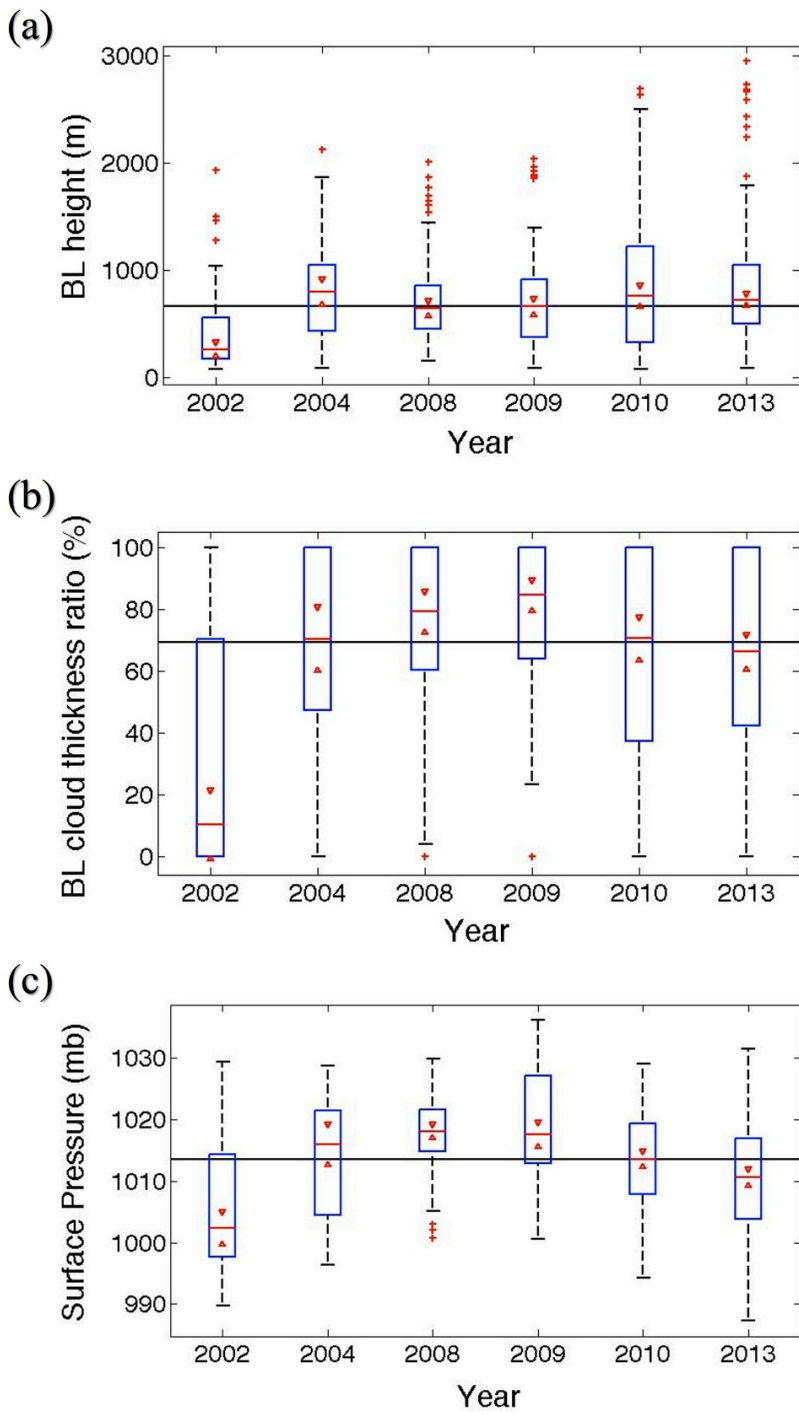 (a)
BL height (m)
3000
2000
1000
0
2002 2004 2008 2009 2010 2013
Year
(b)
BL cloud thickness ratio (%)
100
80
60
40
20
0
2002 2004 2008 2009 2010 2013
Year
(c)
Surface Pressure (mb)
1030
1020
1010
1000
990
2002 2004 2008 2009 2010 2013
Year